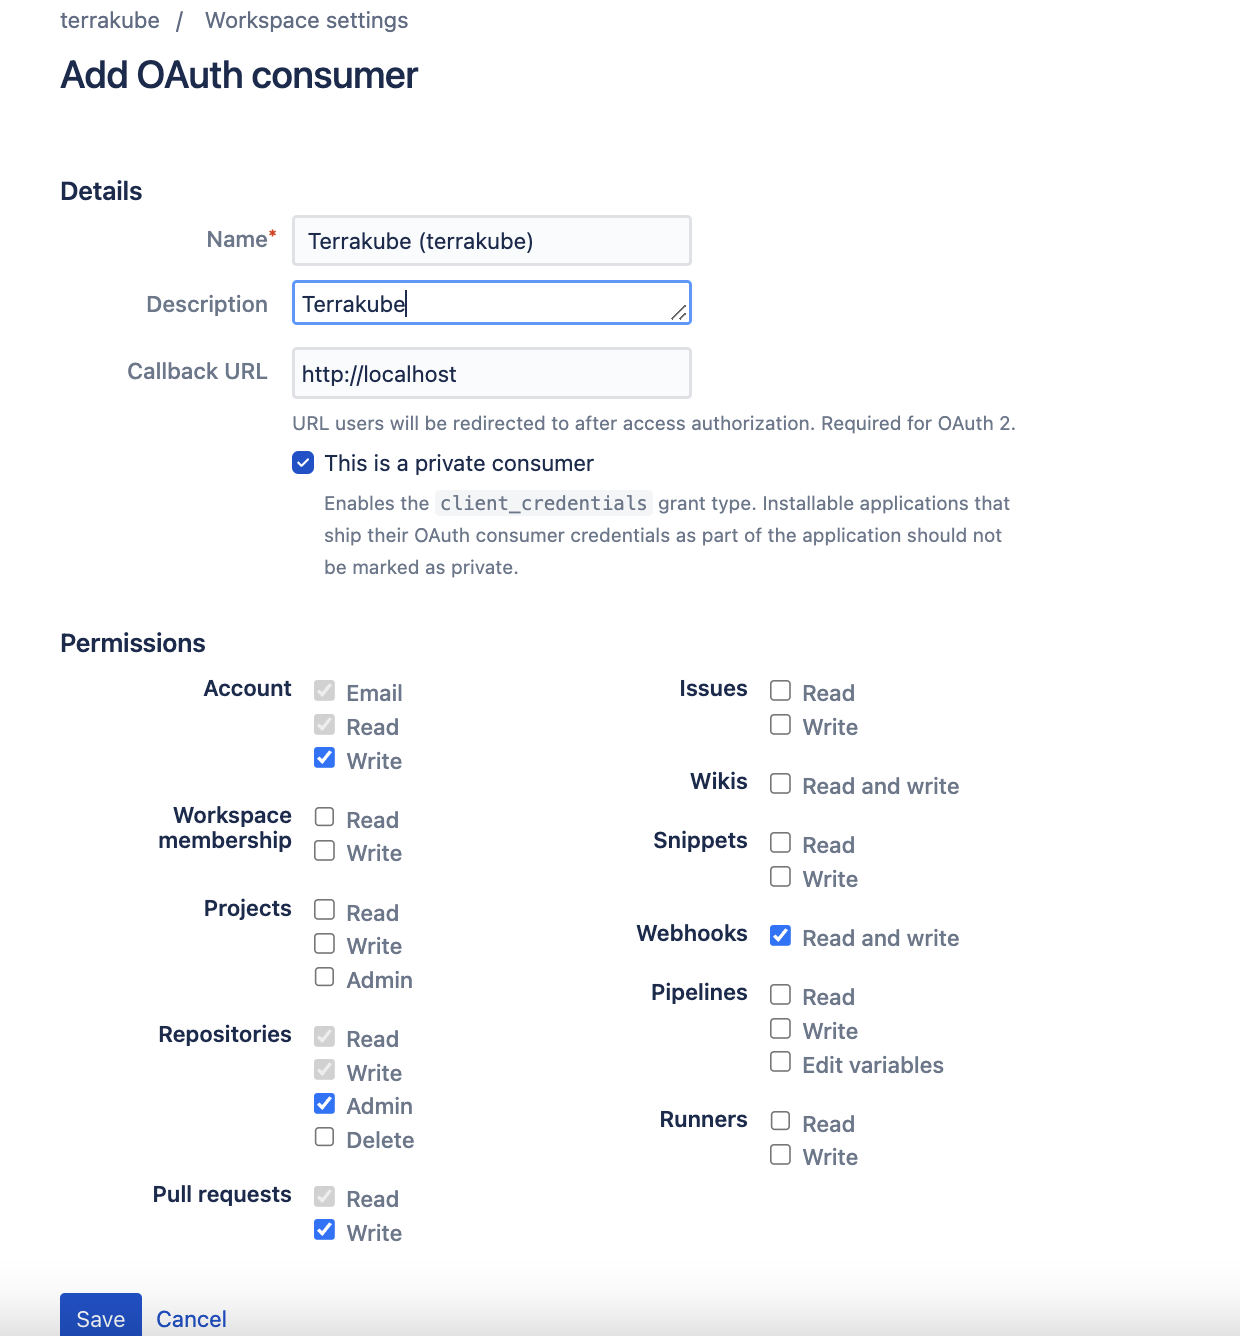 terrakube / Workspace settings
Add OAuth consumer
Details
Name* Terrakube (terrakube)
Description Terrakube
Callback URL http://localhost
URL users will be redirected to after access authorization. Required for OAuth 2.
This is a private consumer
Enables the client_credentials grant type. Installable applications that
ship their OAuth consumer credentials as part of the application should not
be marked as private.
Permissions
Account
Email
Read
Write
Workspace
membership
Read
Write
Projects
Read
Write
Admin
Repositories
Read
Write
Admin
Delete
Pull requests
Read
Write
Issues
Read
Write
Wikis
Read and write
Snippets
Read
Write
Webhooks
Read and write
Pipelines
Read
Write
Edit variables
Runners
Read
Write
Save Cancel